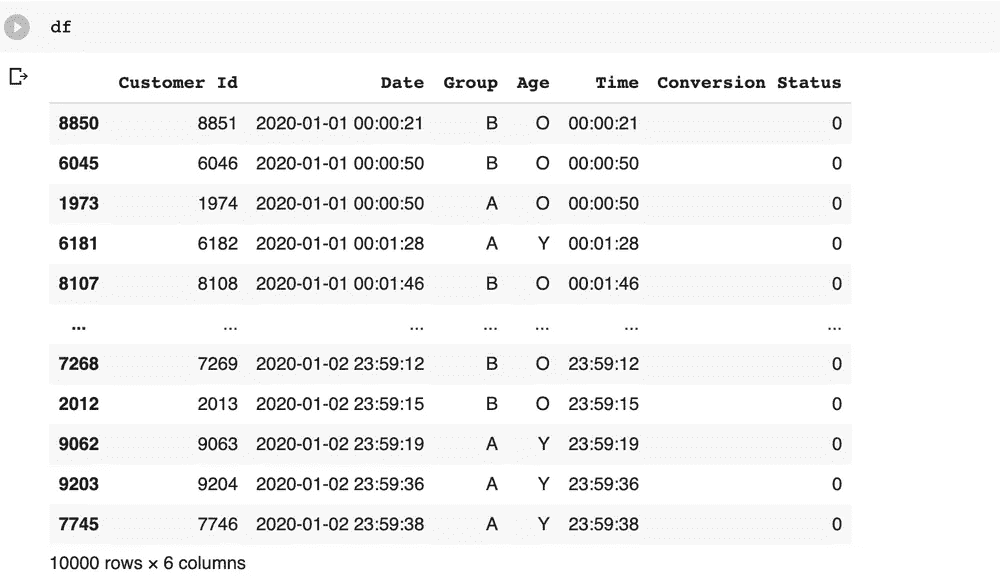 df
Customer Id Date Group Age Time Conversion Status
8850 8851 2020-01-01 00:00:21 B O 00:00:21 0
6045 6046 2020-01-01 00:00:50 B O 00:00:50 0
1973 1974 2020-01-01 00:00:50 A O 00:00:50 0
6181 6182 2020-01-01 00:01:28 A Y 00:01:28 0
8107 8108 2020-01-01 00:01:46 B O 00:01:46 0
... ... ... ... ... ... ...
7268 7269 2020-01-02 23:59:12 B O 23:59:12 0
2012 2013 2020-01-02 23:59:15 B O 23:59:15 0
9062 9063 2020-01-02 23:59:19 A Y 23:59:19 0
9203 9204 2020-01-02 23:59:36 A Y 23:59:36 0
7745 7746 2020-01-02 23:59:38 A Y 23:59:38 0
10000 rows × 6 columns